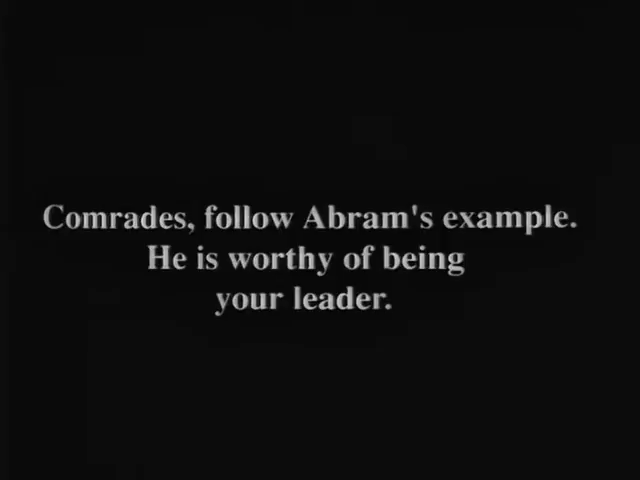 Comrades, follow Abram's example.
He is worthy of being
your leader.